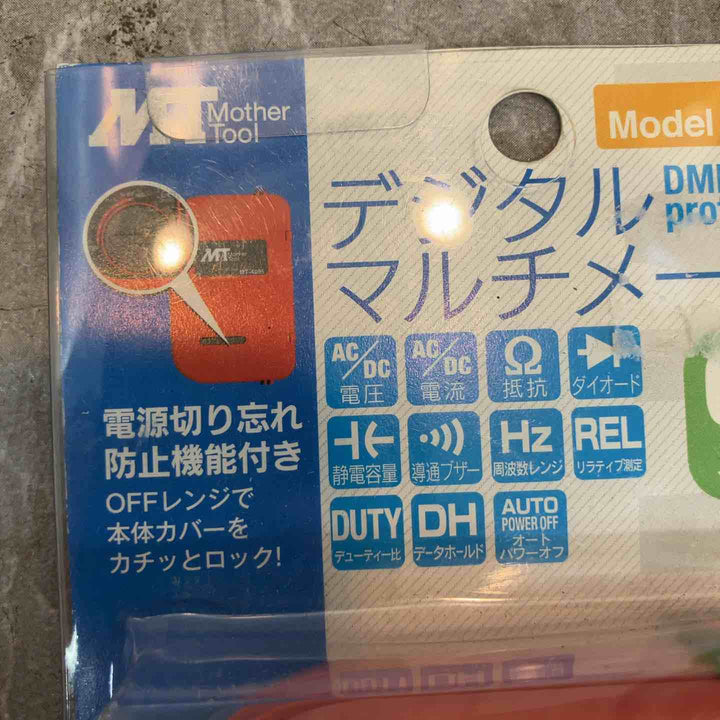 MT Mother
Tool
Model
デジタル
マルチメー
DM
pro
MT Mother
電源切り忘れ
防止機能付き
OFFレンジで
本体カバーを
カチッとロック!
AC/DC
電圧
AC/DC
電流
Ω
抵抗
ダイオード
静電容量
導通ブザー
Hz
周波数レンジ
REL
リラティブ測定
DUTY
デューティー比
DH
データホールド
AUTO
POWER OFF
オート
パワーオフ